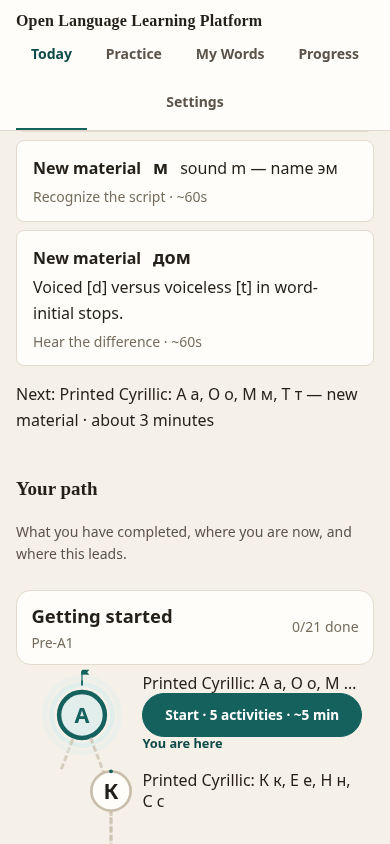 Open Language Learning Platform
Today Practice My Words Progress
Settings
New material м sound m — name эм
Recognize the script · ~60s
New material дом
Voiced [d] versus voiceless [t] in word-
initial stops.
Hear the difference · ~60s
Next: Printed Cyrillic: А а, О о, М м, Т т — new
material · about 3 minutes
Your path
What you have completed, where you are now, and
where this leads.
Getting started
Pre-A1
0/21 done
Printed Cyrillic: А а, О о, М ...
А
Start · 5 activities · ~5 min
You are here
К
Printed Cyrillic: К к, Е е, Н н,
С с